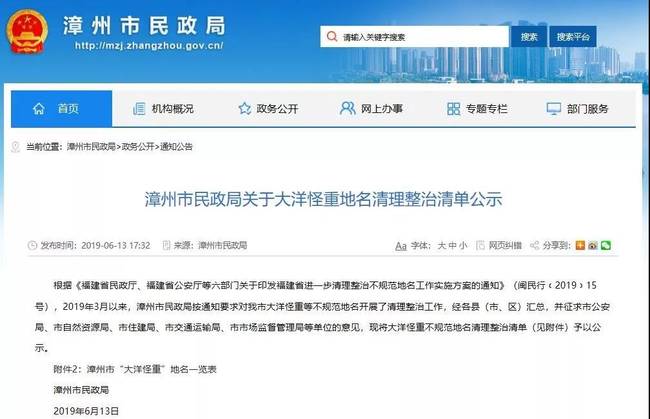 漳州市民政局
http://mzj.zhangzhou.gov.cn/
请输入关键字搜索
搜索
搜索平台
首页
机构概况
政务公开
网上办事
专题专栏
部门服务
当前位置：漳州市民政局>政务公开>通知公告
漳州市民政局关于大洋怪重地名清理整治清单公示
发布时间：2019-06-13 17:32
来源：漳州市民政局
Aa 字体名称：大 中 小
网页纠错
分享到：
根据《福建省民政厅、福建省公安厅等六部门关于印发福建省进一步清理整治不规范地名工作实施方案的通知》（闽民行﹝2019﹞15
号），2019年3月以来，漳州市民政局按通知要求对我市大洋怪重等不规范地名开展了清理整治工作，经各县（市、区）汇总，并征求市公安
局、市自然资源局、市住建局、市交通运输局、市市场监督管理局等单位的意见，现将大洋怪重不规范地名清理整治清单（见附件）予以公
示。
附件2：漳州市“大洋怪重”地名一览表
漳州市民政局
2019年6月13日